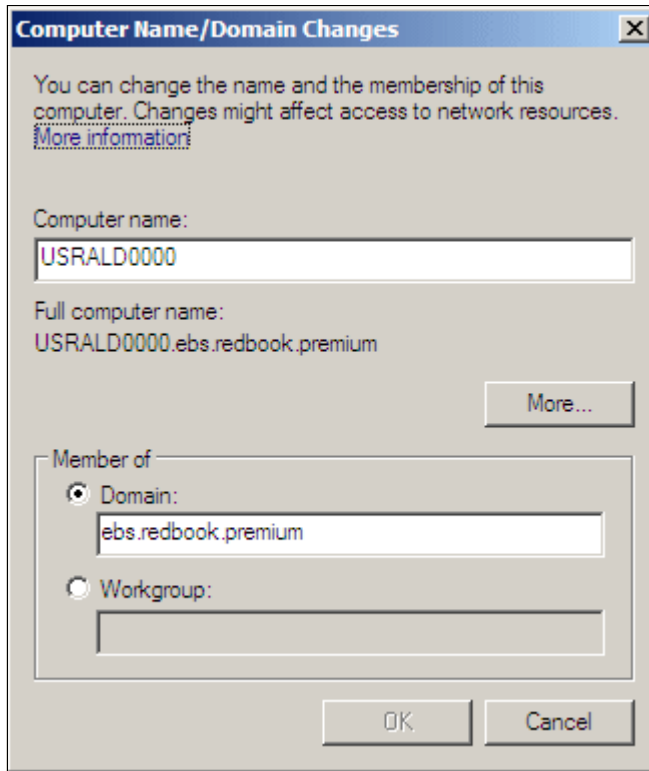 Computer Name/Domain Changes
You can change the name and the membership of this
computer. Changes might affect access to network resources.
More information
Computer name:
USRALD0000
Full computer name:
USRALD0000.ebs.redbook.premium
More...
Member of
Domain:
ebs.redbook.premium
Workgroup:
OK
Cancel